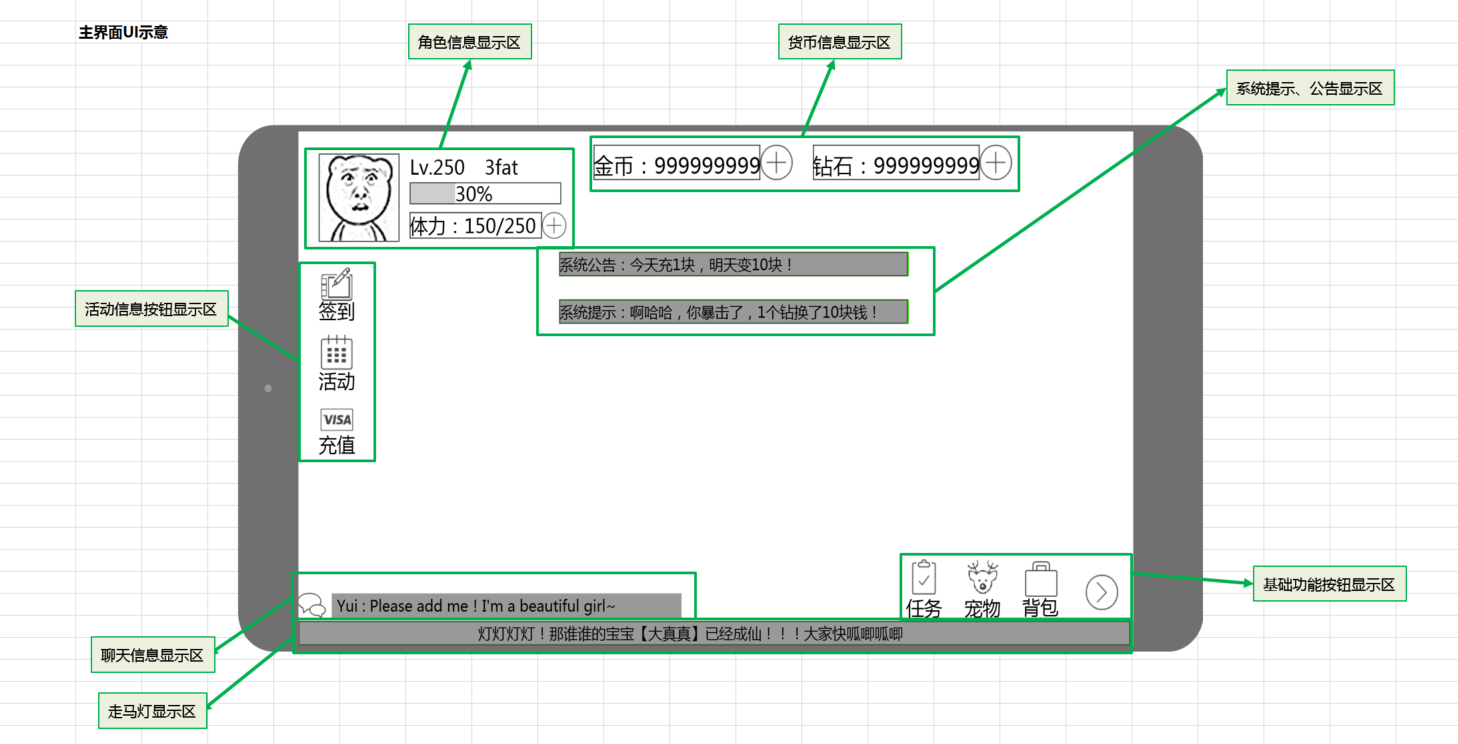 主界面UI示意
角色信息显示区
货币信息显示区
系统提示、公告显示区
Lv.250 3fat
30%
体力：150/250
金币：999999999
钻石：999999999
系统公告：今天充1块，明天变10块！
系统提示：啊哈哈，你暴击了，1个钻换了10块钱！
活动信息按钮显示区
签到
活动
VISA
充值
Yui : Please add me ! I'm a beautiful girl~
任务
宠物
背包
基础功能按钮显示区
灯灯灯灯！那谁谁的宝宝【大真真】已经成仙！！！大家快呱唧呱唧
聊天信息显示区
走马灯显示区